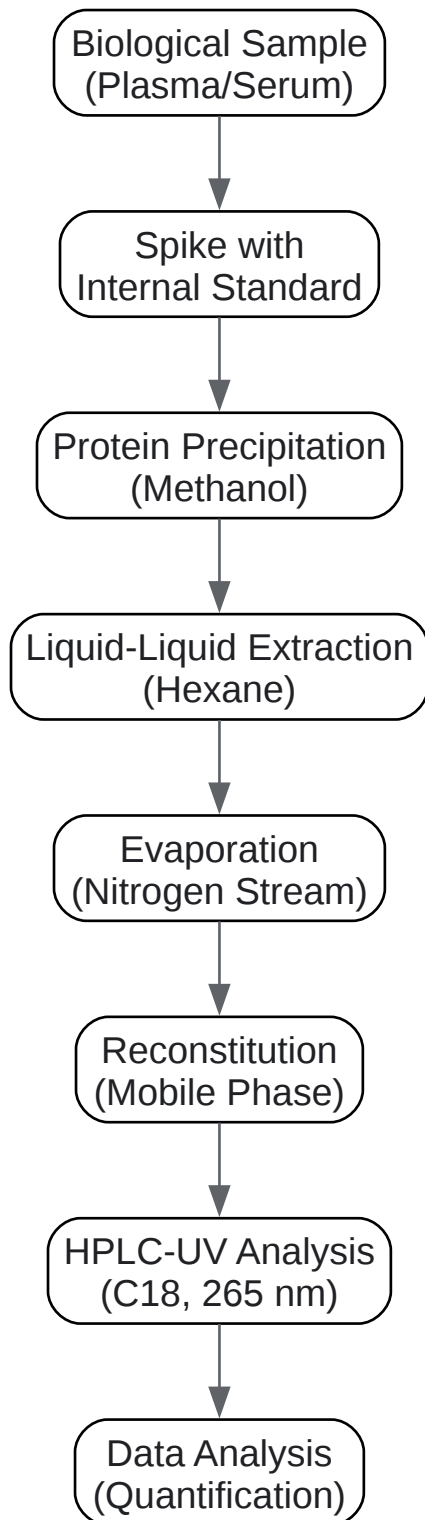 Biological Sample
(Plasma/Serum)
Spike with
Internal Standard
Protein Precipitation
(Methanol)
Liquid-Liquid Extraction
(Hexane)
Evaporation
(Nitrogen Stream)
Reconstitution
(Mobile Phase)
HPLC-UV Analysis
(C18, 265 nm)
Data Analysis
(Quantification)